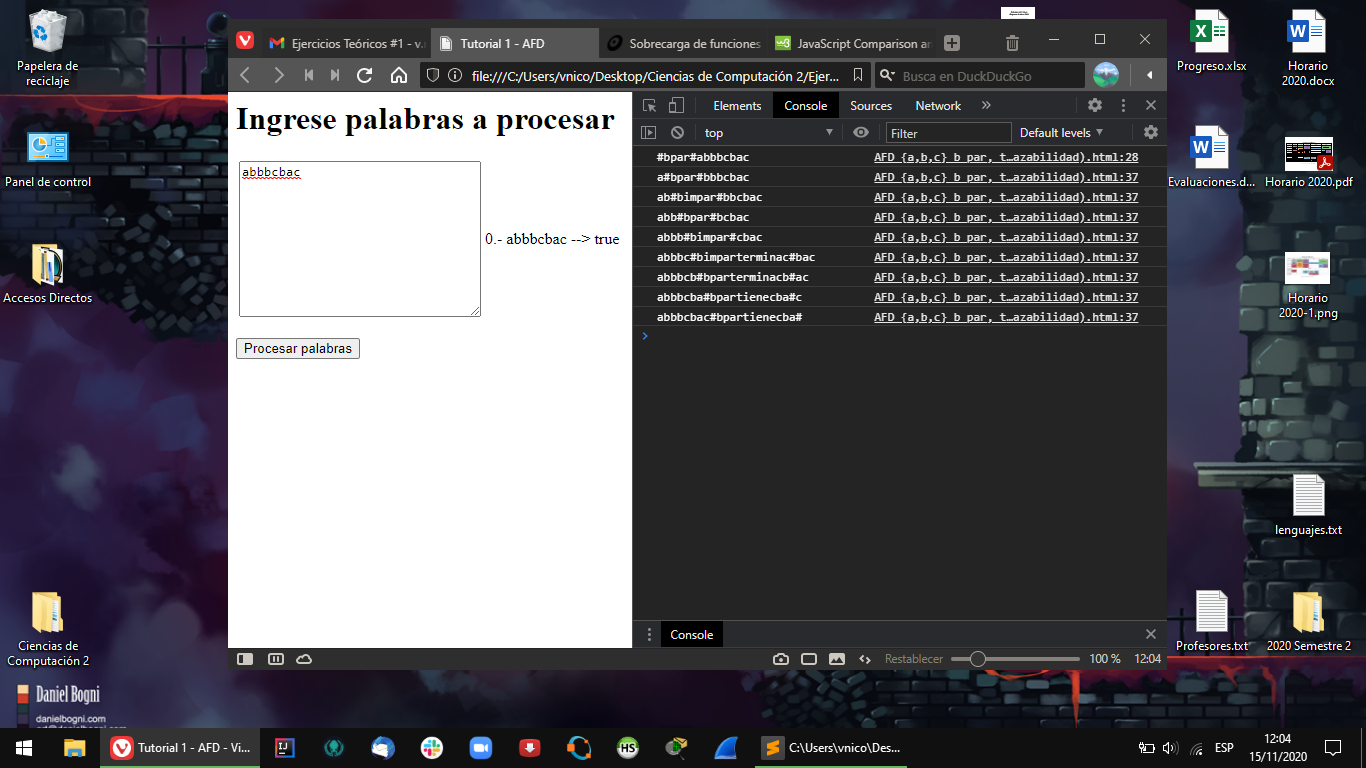 Papelera de
reciclaje
Panel de control
Accesos Directos
Ciencias de
Computación 2
Daniel Bogni
danielbogni.com
Ejercicios Teóricos #1 - v.r
Tutorial 1 - AFD
Sobrecarga de funciones
JavaScript Comparison ar
file:///C:/Users/vnico/Desktop/Ciencias de Computación 2/Ejer...
Busca en DuckDuckGo
Ingrese palabras a procesar
abbbcbac
0.- abbbcbac --> true
Procesar palabras
Elements
Console
Sources
Network
top
Filter
Default levels
#bpar#abbbcbac AFD {a,b,c} b par, t…azabilidad).html:28
a#bpar#bbbcbac AFD {a,b,c} b par, t…azabilidad).html:37
ab#bimpar#bbcbac AFD {a,b,c} b par, t…azabilidad).html:37
abb#bpar#bcbac AFD {a,b,c} b par, t…azabilidad).html:37
abbb#bimpar#cbac AFD {a,b,c} b par, t…azabilidad).html:37
abbbc#bimparterminac#bac AFD {a,b,c} b par, t…azabilidad).html:37
abbbcb#bparterminacb#ac AFD {a,b,c} b par, t…azabilidad).html:37
abbbcba#bpartienecba#c AFD {a,b,c} b par, t…azabilidad).html:37
abbbcbac#bpartienecba# AFD {a,b,c} b par, t…azabilidad).html:37
Console
Restablecer
100 %
12:04
Progreso.xlsx
Horario
2020.docx
Evaluaciones.d...
Horario 2020.pdf
Horario
2020-1.png
lenguajes.txt
Profesores.txt
2020 Semestre 2
Tutorial 1 - AFD - Vi...
C:\Users\vnico\Des...
ESP
12:04
15/11/2020